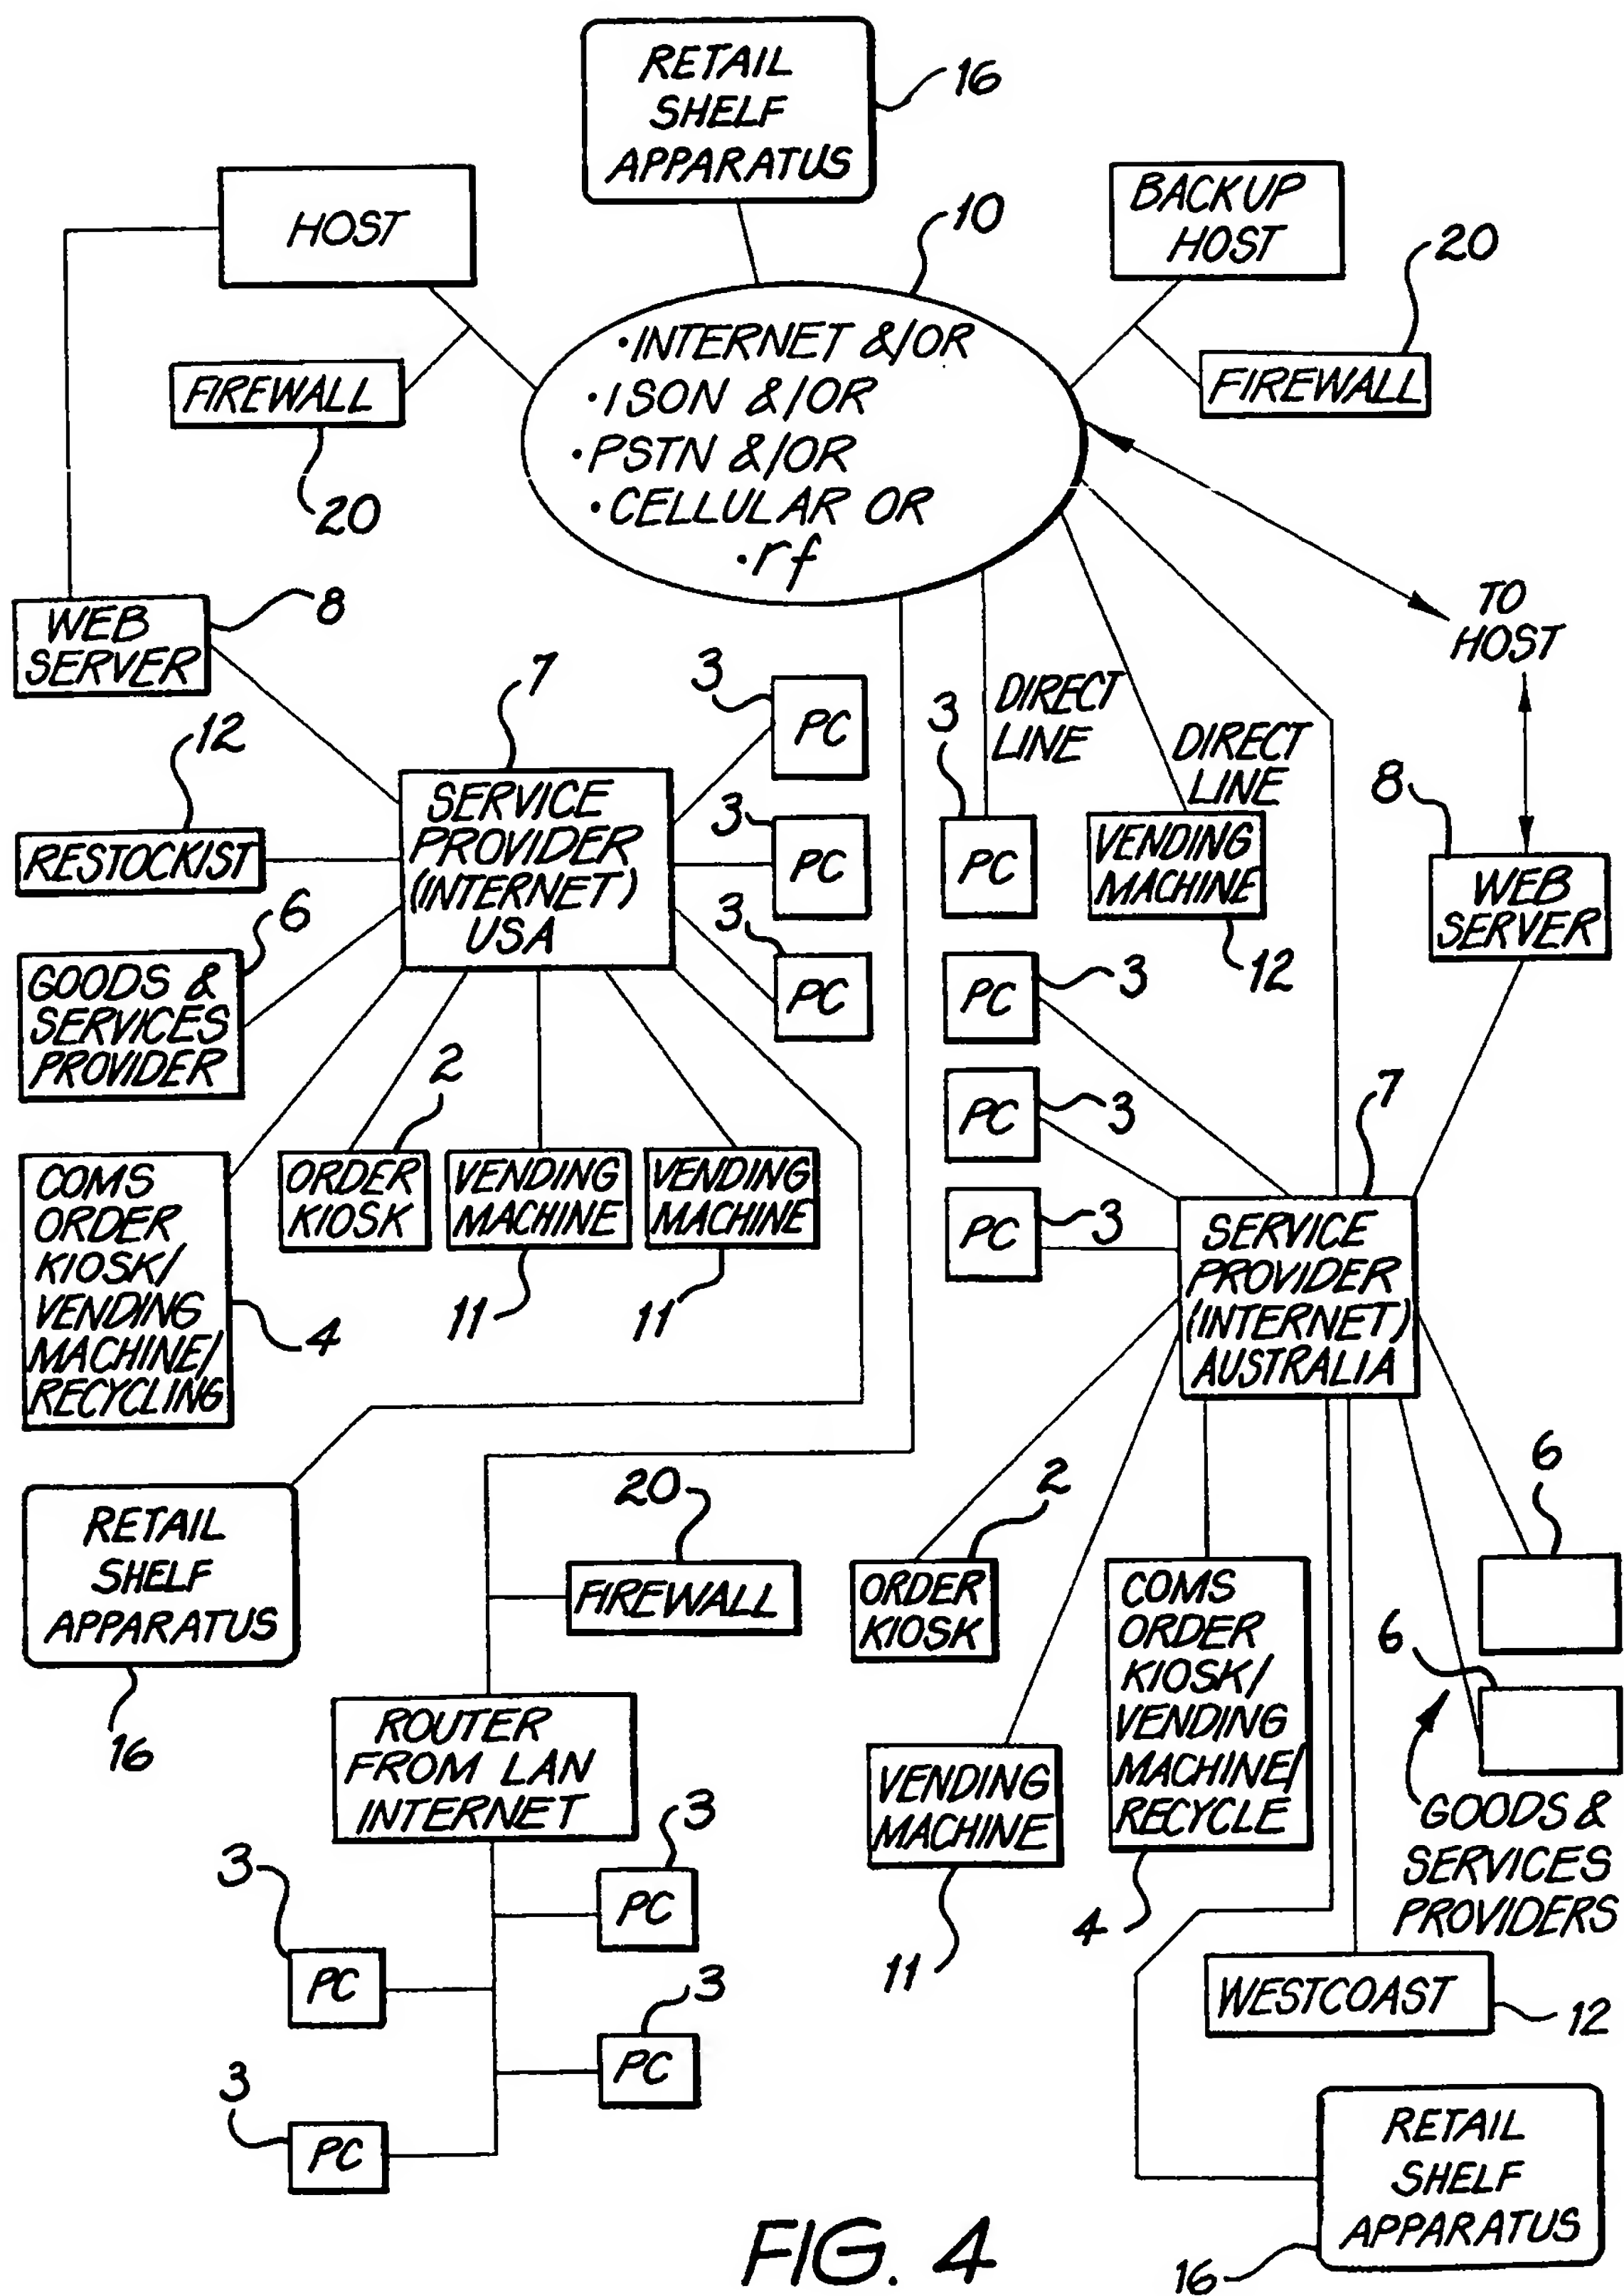 RETAIL
SHELF
APPARATUS
16
HOST
10
BACKUP
HOST
20
FIREWALL
20
•INTERNET &/OR
•ISON &/OR
•PSTN &/OR
•CELLULAR OR
•rf
FIREWALL
20
TO
HOST
WEB
SERVER
8
7
3
PC
3
PC
3
PC
DIRECT
LINE
3
PC
DIRECT
LINE
VENDING
MACHINE
12
8
WEB
SERVER
12
RESTOCKIST
SERVICE
PROVIDER
(INTERNET)
USA
6
GOODS &
SERVICES
PROVIDER
PC
3
PC
3
PC
3
7
SERVICE
PROVIDER
(INTERNET)
AUSTRALIA
COMS
ORDER
KIOSK/
VENDING
MACHINE/
RECYCLING
4
2
ORDER
KIOSK
VENDING
MACHINE
11
VENDING
MACHINE
11
RETAIL
SHELF
APPARATUS
16
20
FIREWALL
2
ORDER
KIOSK
VENDING
MACHINE
11
COMS
ORDER
KIOSK/
VENDING
MACHINE/
RECYCLE
4
6
6
GOODS &
SERVICES
PROVIDERS
ROUTER
FROM LAN
INTERNET
3
PC
3
PC
3
PC
3
PC
WESTCOAST
12
RETAIL
SHELF
APPARATUS
16
FIG. 4